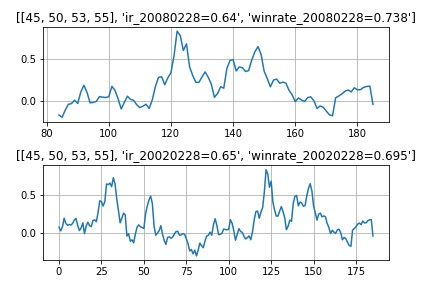 [[45, 50, 53, 55], 'ir_20080228=0.64', 'winrate_20080228=0.738']
0.5
0.0
80 100 120 140 160 180
[[45, 50, 53, 55], 'ir_20020228=0.65', 'winrate_20020228=0.695']
0.5
0.0
0 25 50 75 100 125 150 175